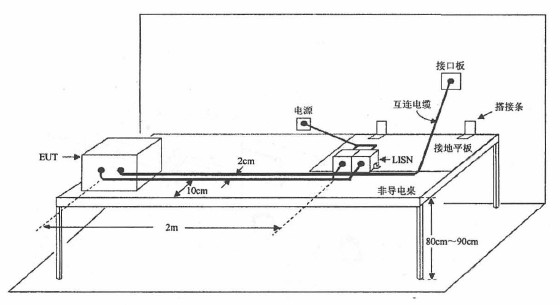 接口板
电源
互连电缆
搭接条
接地平板
EUT
2cm
LISN
10cm
非导电桌
2m
80cm~90cm